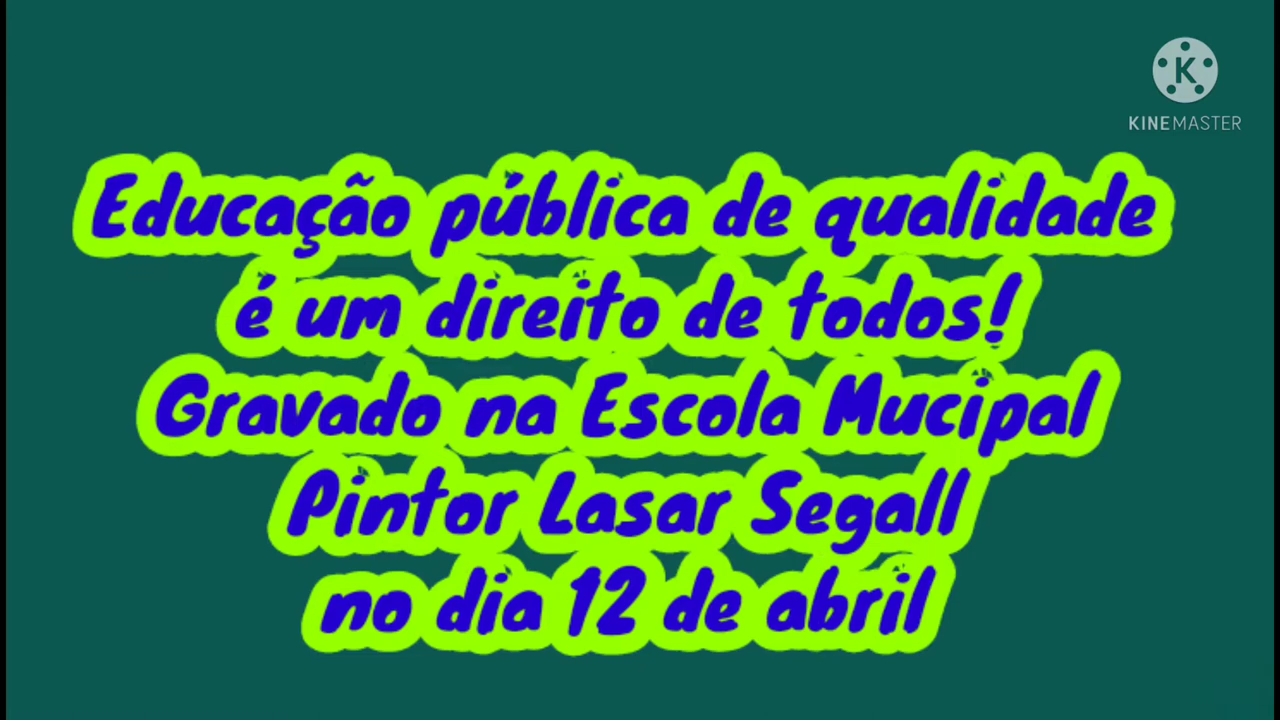 KINEMASTER
Educação pública de qualidade
é um direito de todos!
Gravado na Escola Mucipal
Pintor Lasar Segall
no dia 12 de abril